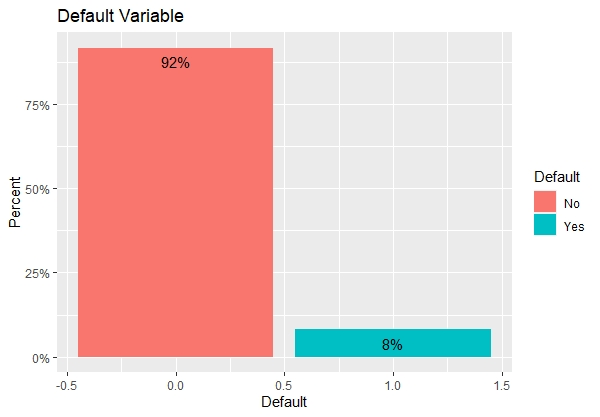 Default Variable
92%
8%
75%
50%
25%
0%
Percent
-0.5
0.0
0.5
1.0
1.5
Default
Default
No
Yes